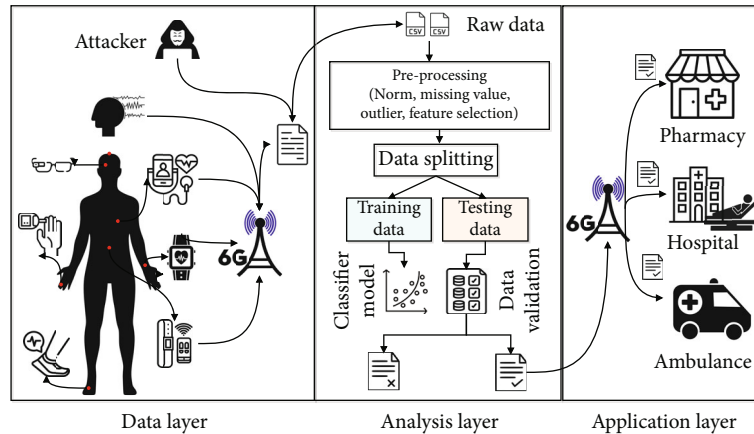 Attacker
6G
Data layer
Raw data
CSV CSV
Pre-processing
(Norm, missing value,
outlier, feature selection)
Data splitting
Training
data
Testing
data
Classifier
model
Data
validation
Analysis layer
6G
Pharmacy
Hospital
Ambulance
Application layer